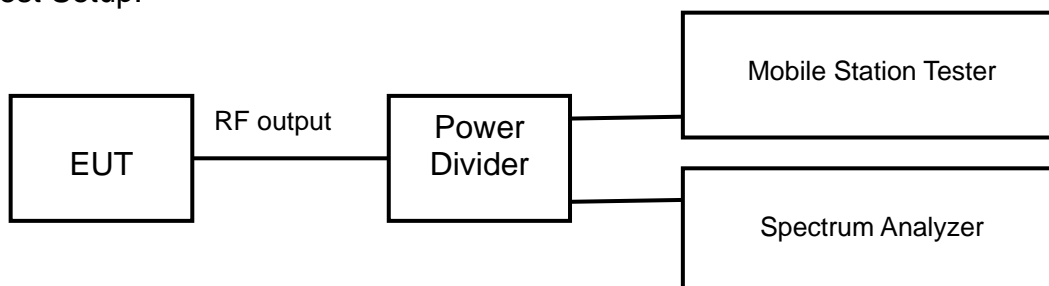 RF output
EUT
Power
Divider
Mobile Station Tester
Spectrum Analyzer